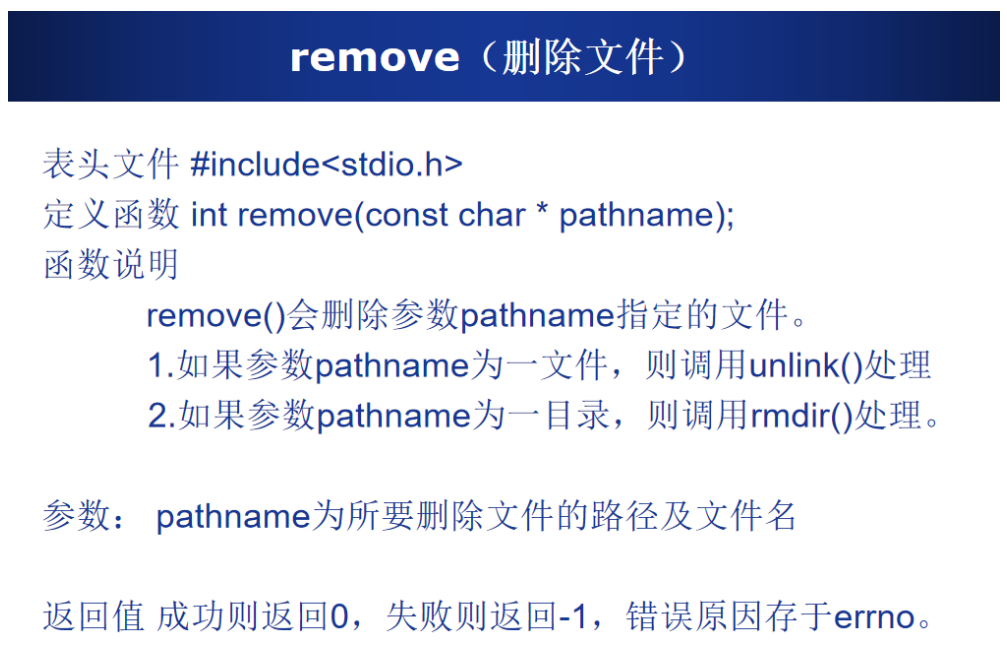 remove（删除文件）
表头文件 #include<stdio.h>
定义函数 int remove(const char * pathname);
函数说明
remove()会删除参数pathname指定的文件。
1.如果参数pathname为一文件，则调用unlink()处理
2.如果参数pathname为一目录，则调用rmdir()处理。
参数： pathname为所要删除文件的路径及文件名
返回值 成功则返回0，失败则返回-1，错误原因存于errno。